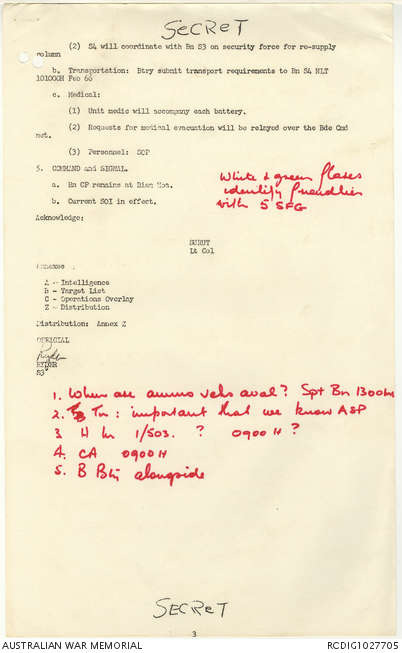 SECRET
(2) S4 will coordinate with Bn S3 on security force for re-supply
column
b. Transportation: Btry submit transport requirements to Bn S4 NLT
101000H Feb 66
c. Medical:
(1) Unit medic will accompany each battery.
(2) Requests for medical evacuation will be relayed over the Bde Cmd
net.
(3) Personnel: SOP
5. COMMAND and SIGNAL
a. Bn CP remains at Bien Hoa.
b. Current SOI in effect.
White & green flares
identify friendlies
with 5 SFG
Acknowledge:
SURUT
Lt Col
Annexes:
A - Intelligence
B - Target List
C - Operations Overlay
Z - Distribution
Distribution: Annex Z
OFFICIAL
S3
1. When are ammo vehs aval? Spt Bn 1300hrs
2. Tn: important that we know ASP
3 H hr 1/503. ? 0900 H ?
4. CA 0900H
5. B Bty alongside
SECRET
3
AUSTRALIAN WAR MEMORIAL
RCDIG1027705